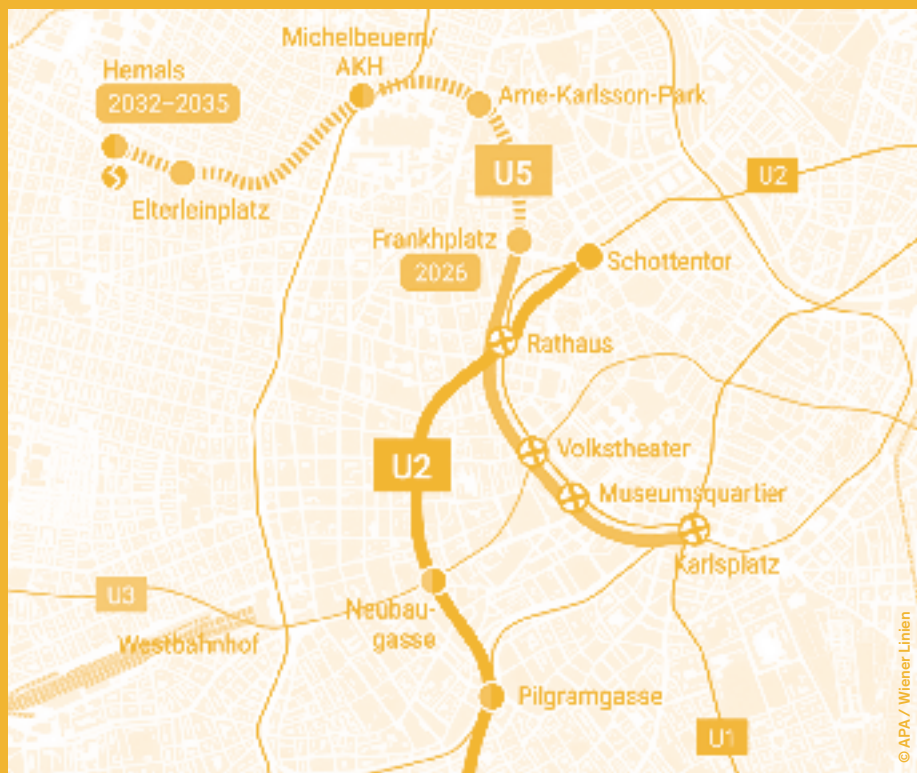 Michelbeuern/
AKH
Hernals
2032–2035
Arne-Karlsson-Park
U5
U2
Elterleinplatz
Frankhplatz
2026
Schottentor
Rathaus
U2
Volkstheater
Museumsquartier
Karlsplatz
U3
Neubau-
gasse
Westbahnhof
Pilgramgasse
U1
© APA / Wiener Linien